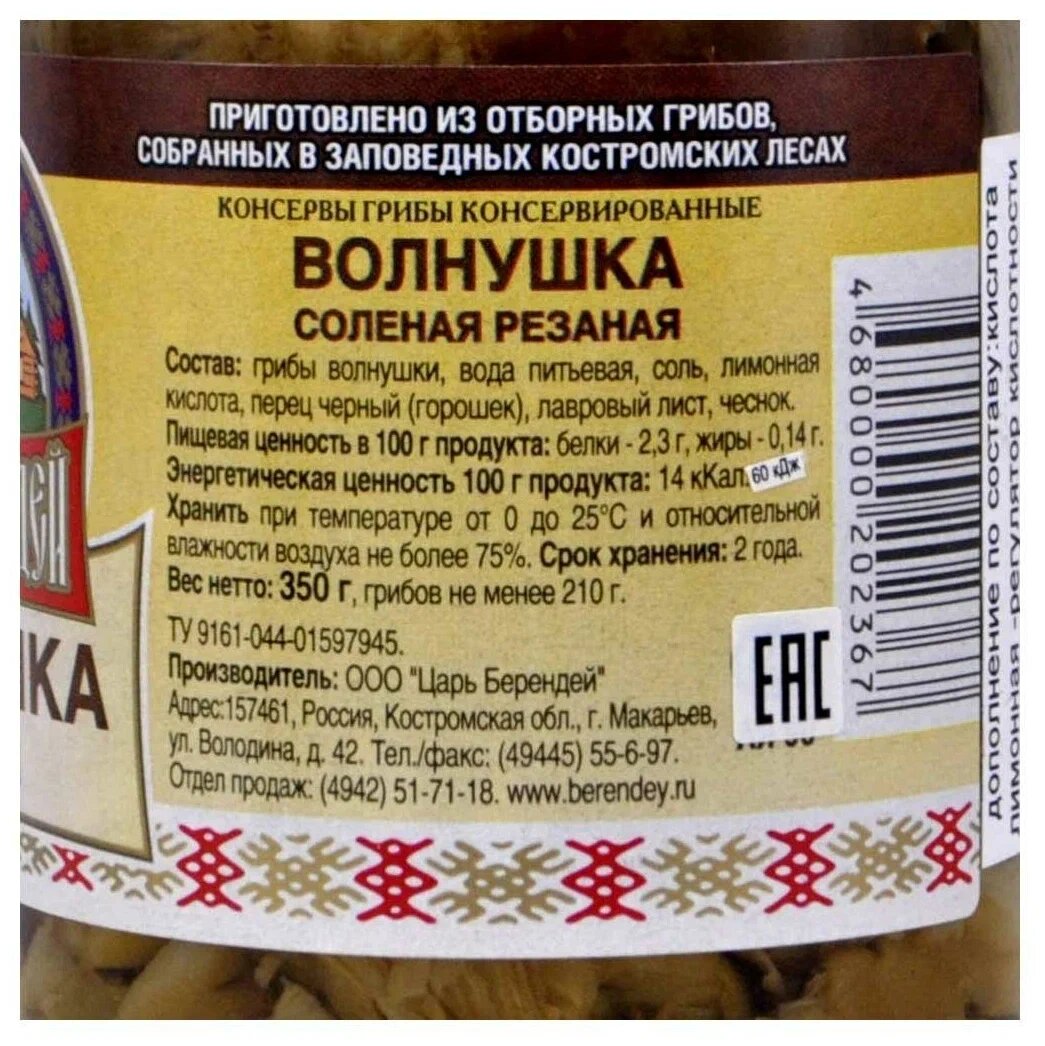 ПРИГОТОВЛЕНО ИЗ ОТБОРНЫХ ГРИБОВ,
СОБРАННЫХ В ЗАПОВЕДНЫХ КОСТРОМСКИХ ЛЕСАХ
КОНСЕРВЫ ГРИБЫ КОНСЕРВИРОВАННЫЕ
ВОЛНУШКА
СОЛЕНАЯ РЕЗАНАЯ
Состав: грибы волнушки, вода питьевая, соль, лимонная
кислота, перец черный (горошек), лавровый лист, чеснок.
Пищевая ценность в 100 г продукта: белки - 2,3 г, жиры - 0,14 г.
Энергетическая ценность 100 г продукта: 14 кКал. 60 кДж
Хранить при температуре от 0 до 25°С и относительной
влажности воздуха не более 75%. Срок хранения: 2 года.
Вес нетто: 350 г, грибов не менее 210 г.
ТУ 9161-044-01597945.
Производитель: ООО "Царь Берендей"
Адрес:157461, Россия, Костромская обл., г. Макарьев,
ул. Володина, д. 42. Тел./факс: (49445) 55-6-97.
Отдел продаж: (4942) 51-71-18. www.berendey.ru
EAC
4 680000 202367
дополнение по составу:кислота
лимонная -регулятор кислотности